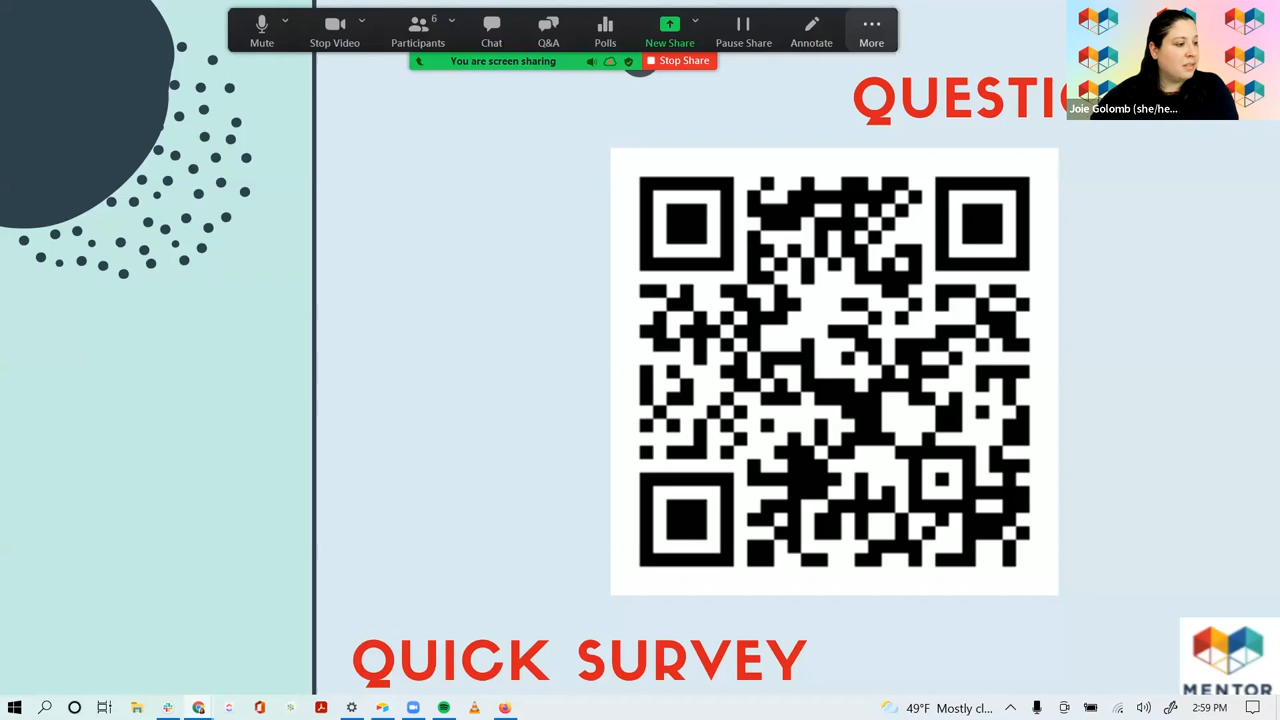 6
Mute
Stop Video
Participants
Chat
Q&A
Polls
New Share
Pause Share
Annotate
More
You are screen sharing
Stop Share
QUESTI
Joie Golomb (she/he...
QUICK SURVEY
MENTOR
49°F Mostly cl...
2:59 PM